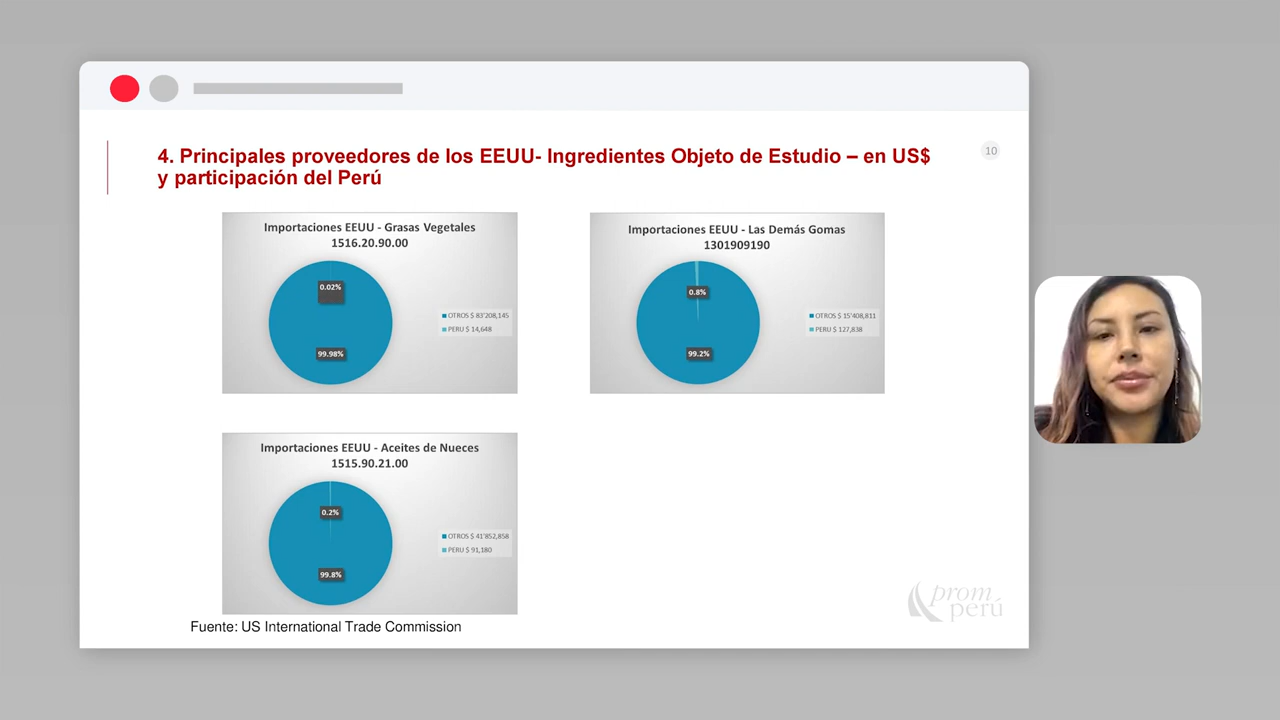 4. Principales proveedores de los EEUU- Ingredientes Objeto de Estudio – en US$
y participación del Perú
10
Importaciones EEUU - Grasas Vegetales
1516.20.90.00
0.02%
99.98%
OTROS $ 83'208,145
PERU $ 14,648
Importaciones EEUU - Las Demás Gomas
1301909190
0.8%
99.2%
OTROS $ 15'408,811
PERU $ 127,838
Importaciones EEUU - Aceites de Nueces
1515.90.21.00
0.2%
99.8%
OTROS $ 41'852,858
PERU $ 91,180
Fuente: US International Trade Commission
prom
perú